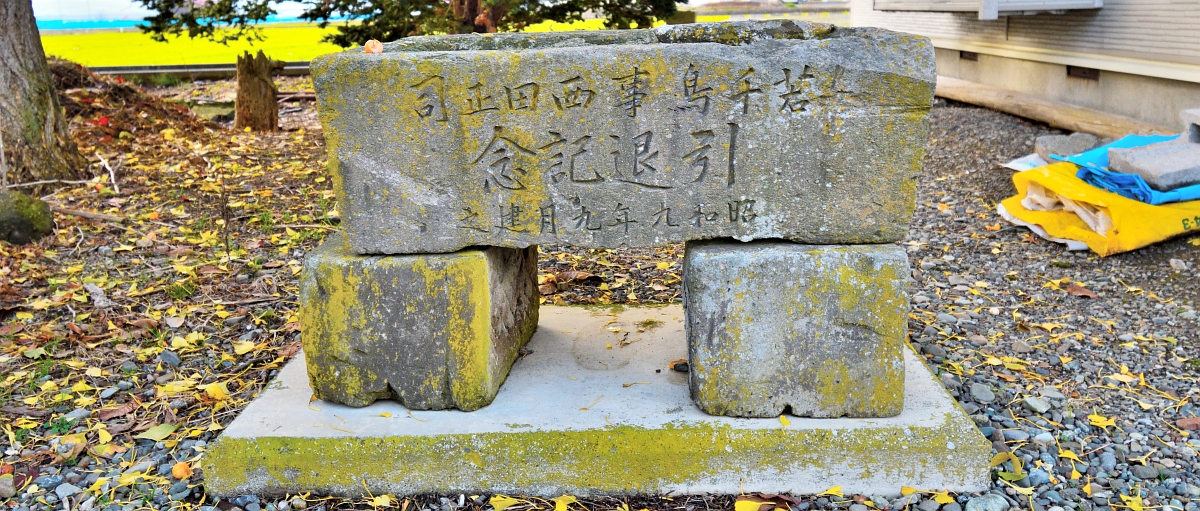 若千鳥事西田正司
引退記念
昭和九年九月建之